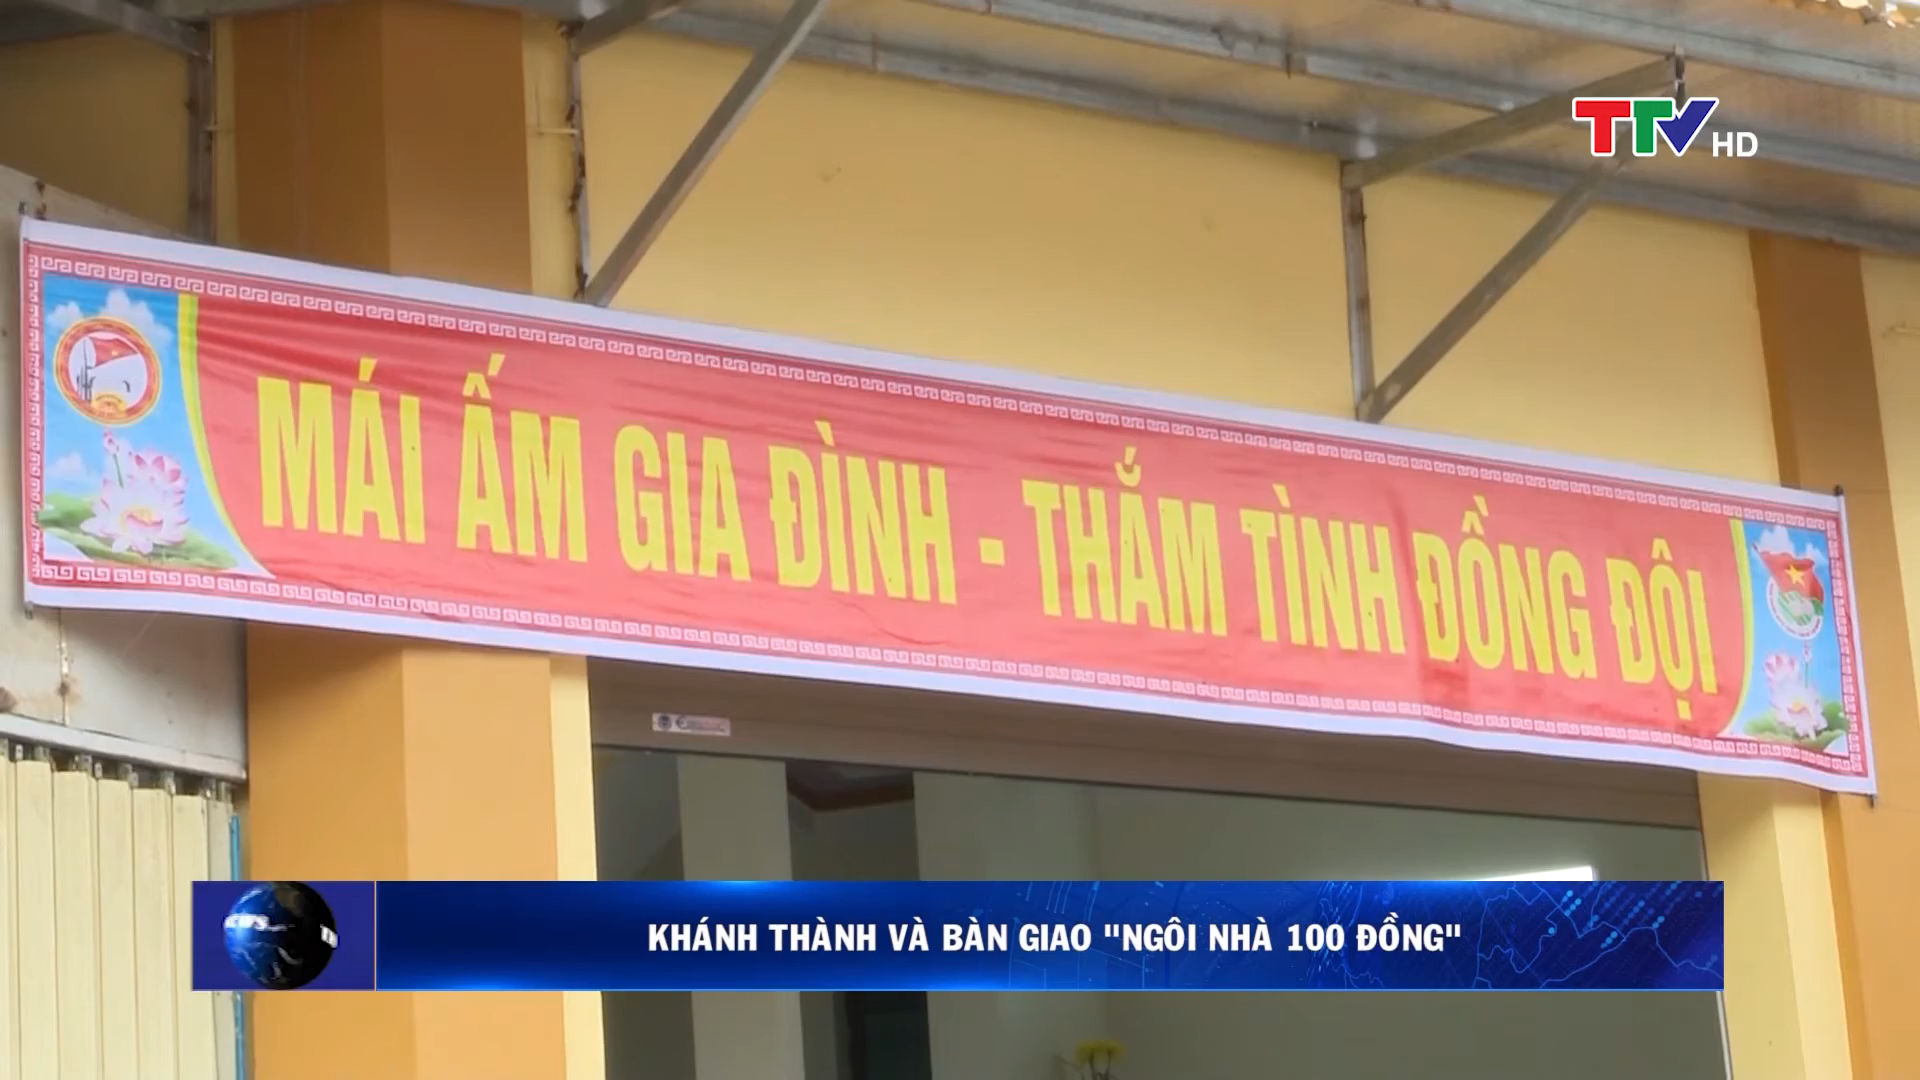 TTV HD
MÁI ẤM GIA ĐÌNH - THẮM TÌNH ĐỒNG ĐỘI
KHÁNH THÀNH VÀ BÀN GIAO "NGÔI NHÀ 100 ĐỒNG"